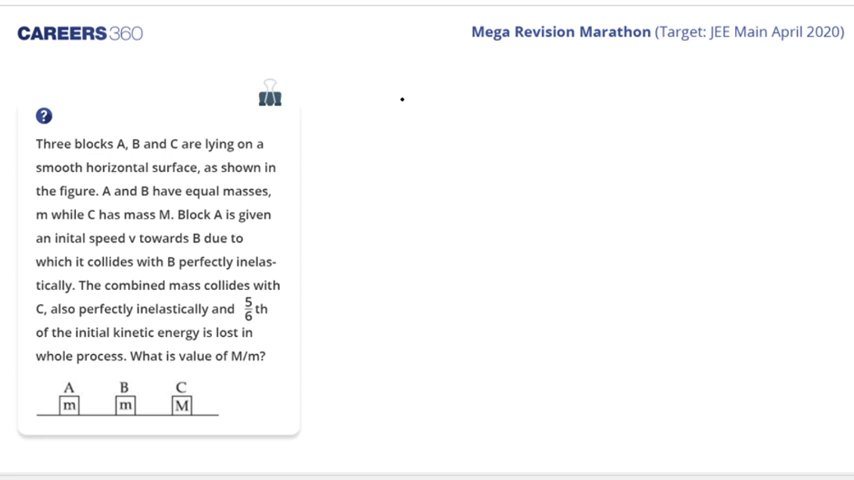 CAREERS360
Mega Revision Marathon (Target: JEE Main April 2020)
?
Three blocks A, B and C are lying on a
smooth horizontal surface, as shown in
the figure. A and B have equal masses,
m while C has mass M. Block A is given
an inital speed v towards B due to
which it collides with B perfectly inelas-
tically. The combined mass collides with
C, also perfectly inelastically and 5/6 th
of the initial kinetic energy is lost in
whole process. What is value of M/m?
A B C
m m M